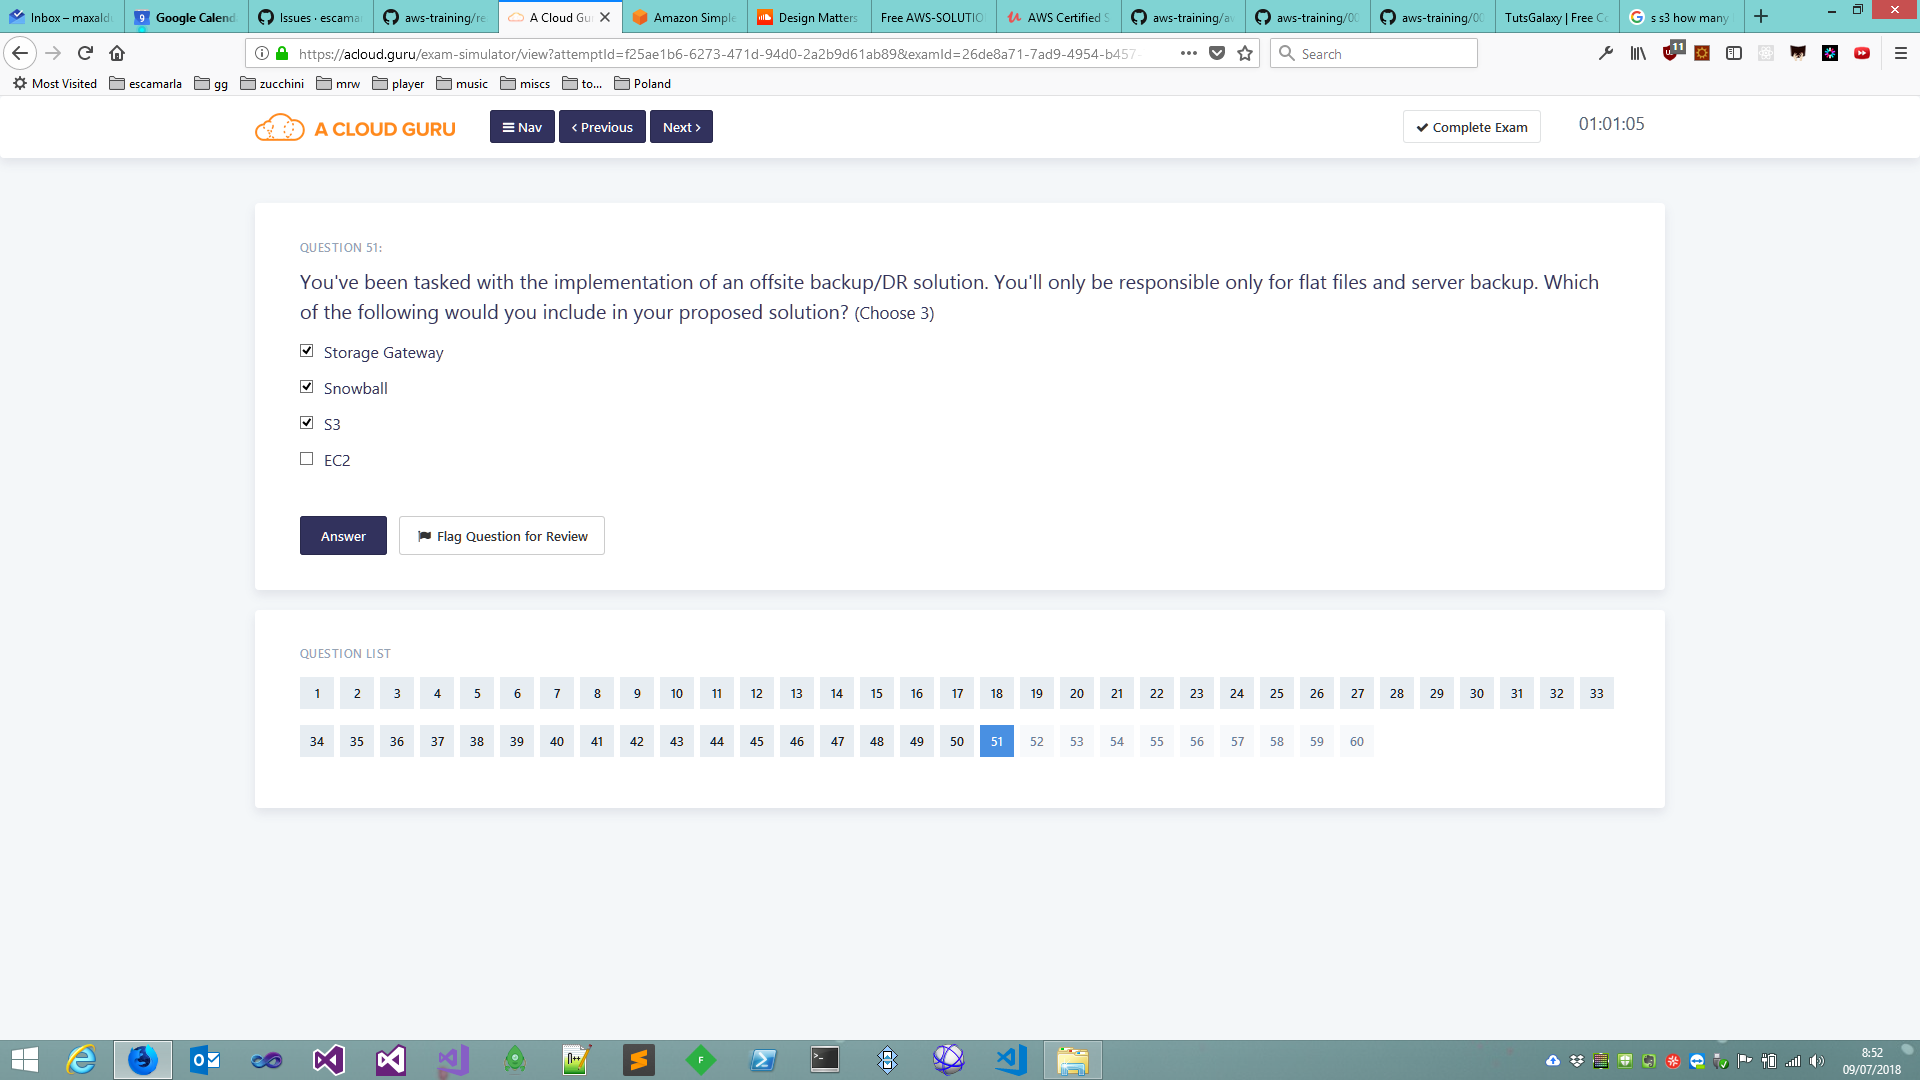 Inbox – maxald
Google Calend
Issues · escamar
aws-training/re
A Cloud Gu
Amazon Simple
Design Matters
Free AWS-SOLUTIO
AWS Certified S
aws-training/aw
aws-training/00
aws-training/00
TutsGalaxy | Free Co
s s3 how many
https://acloud.guru/exam-simulator/view?attemptId=f25ae1b6-6273-471d-94d0-2a2b9d61ab89&examId=26de8a71-7ad9-4954-b457-
Search
11
Most Visited escamarla gg zucchini mrw player music miscs to... Poland
A CLOUD GURU
Nav
Previous
Next
Complete Exam
01:01:05
QUESTION 51:
You've been tasked with the implementation of an offsite backup/DR solution. You'll only be responsible only for flat files and server backup. Which
of the following would you include in your proposed solution? (Choose 3)
Storage Gateway
Snowball
S3
EC2
Answer
Flag Question for Review
QUESTION LIST
1 2 3 4 5 6 7 8 9 10 11 12 13 14 15 16 17 18 19 20 21 22 23 24 25 26 27 28 29 30 31 32 33
34 35 36 37 38 39 40 41 42 43 44 45 46 47 48 49 50 51 52 53 54 55 56 57 58 59 60
8:52
09/07/2018